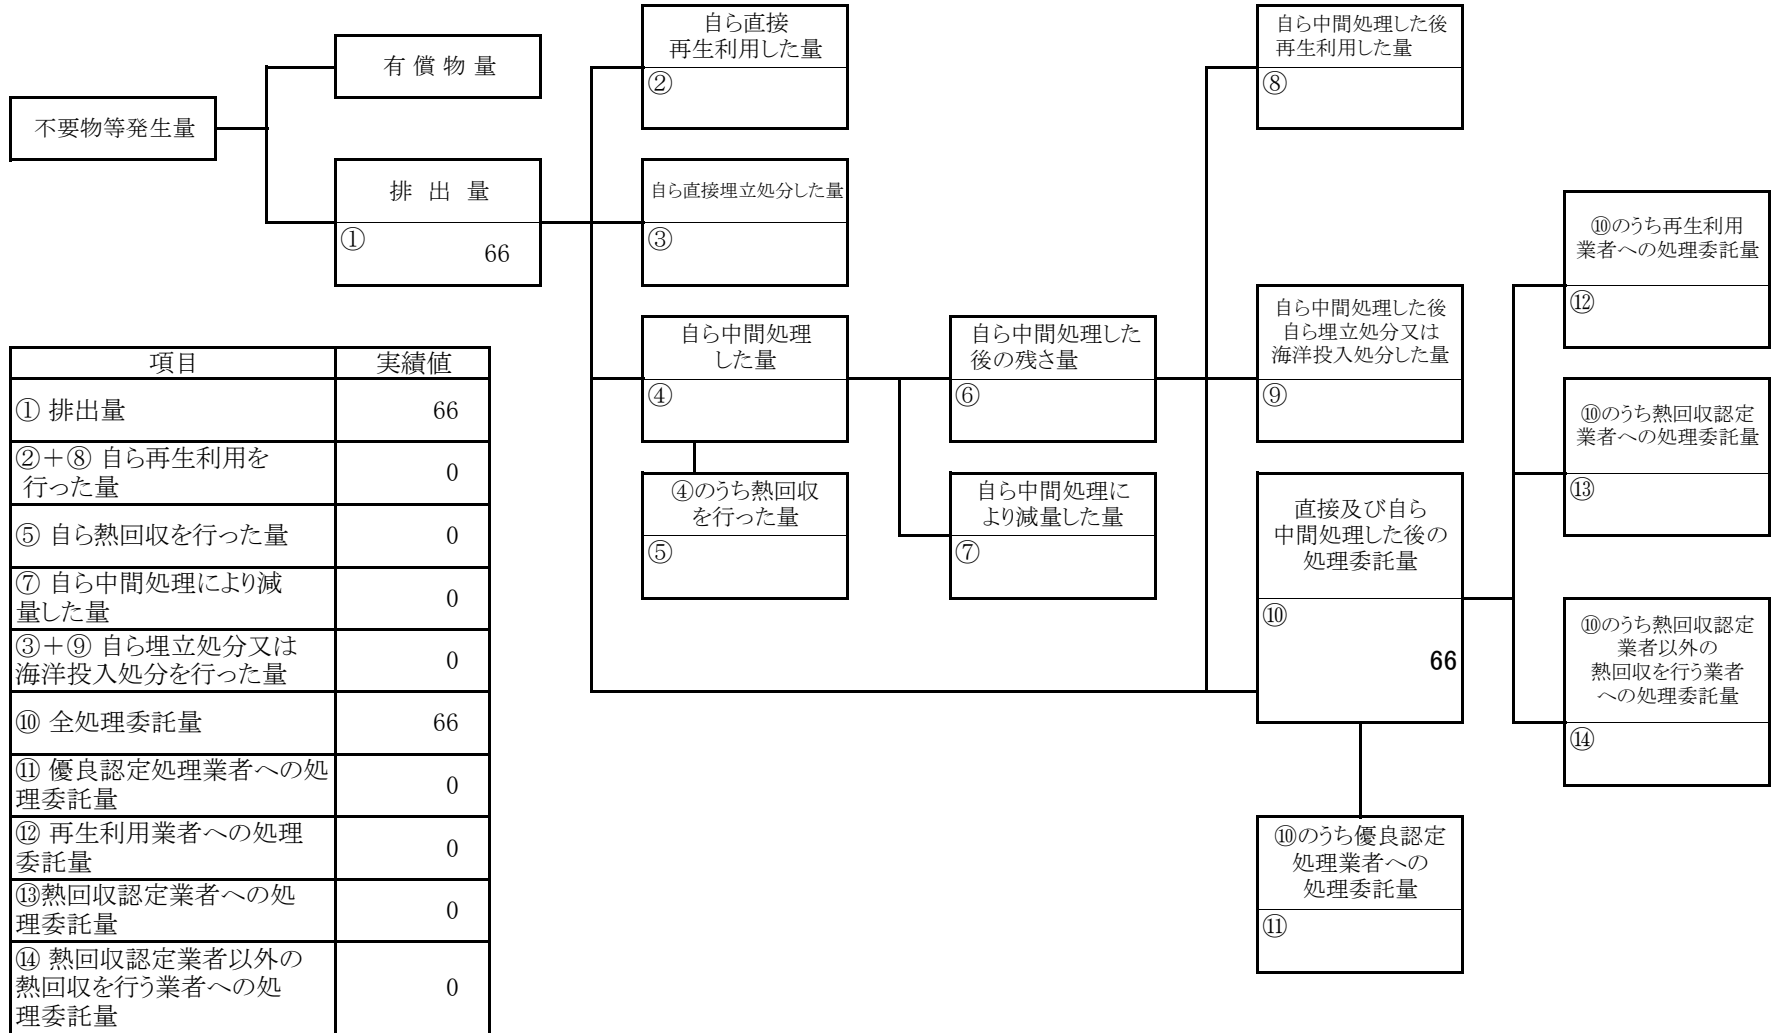 不要物等発生量
有 償 物 量
排 出 量
①
66
自ら直接
再生利用した量
②
自ら直接埋立処分した量
③
自ら中間処理
した量
④
④のうち熱回収
を行った量
⑤
自ら中間処理した
後の残さ量
⑥
自ら中間処理に
より減量した量
⑦
自ら中間処理した後
再生利用した量
⑧
自ら中間処理した後
自ら埋立処分又は
海洋投入処分した量
⑨
直接及び自ら
中間処理した後の
処理委託量
⑩
66
⑩のうち優良認定
処理業者への
処理委託量
⑪
⑩のうち再生利用
業者への処理委託量
⑫
⑩のうち熱回収認定
業者への処理委託量
⑬
⑩のうち熱回収認定
業者以外の
熱回収を行う業者
への処理委託量
⑭
項目 実績値
① 排出量 66
②+⑧ 自ら再生利用を
行った量 0
⑤ 自ら熱回収を行った量 0
⑦ 自ら中間処理により減
量した量 0
③+⑨ 自ら埋立処分又は
海洋投入処分を行った量 0
⑩ 全処理委託量 66
⑪ 優良認定処理業者への処
理委託量 0
⑫ 再生利用業者への処理
委託量 0
⑬熱回収認定業者への処
理委託量 0
⑭ 熱回収認定業者以外の
熱回収を行う業者への処
理委託量 0